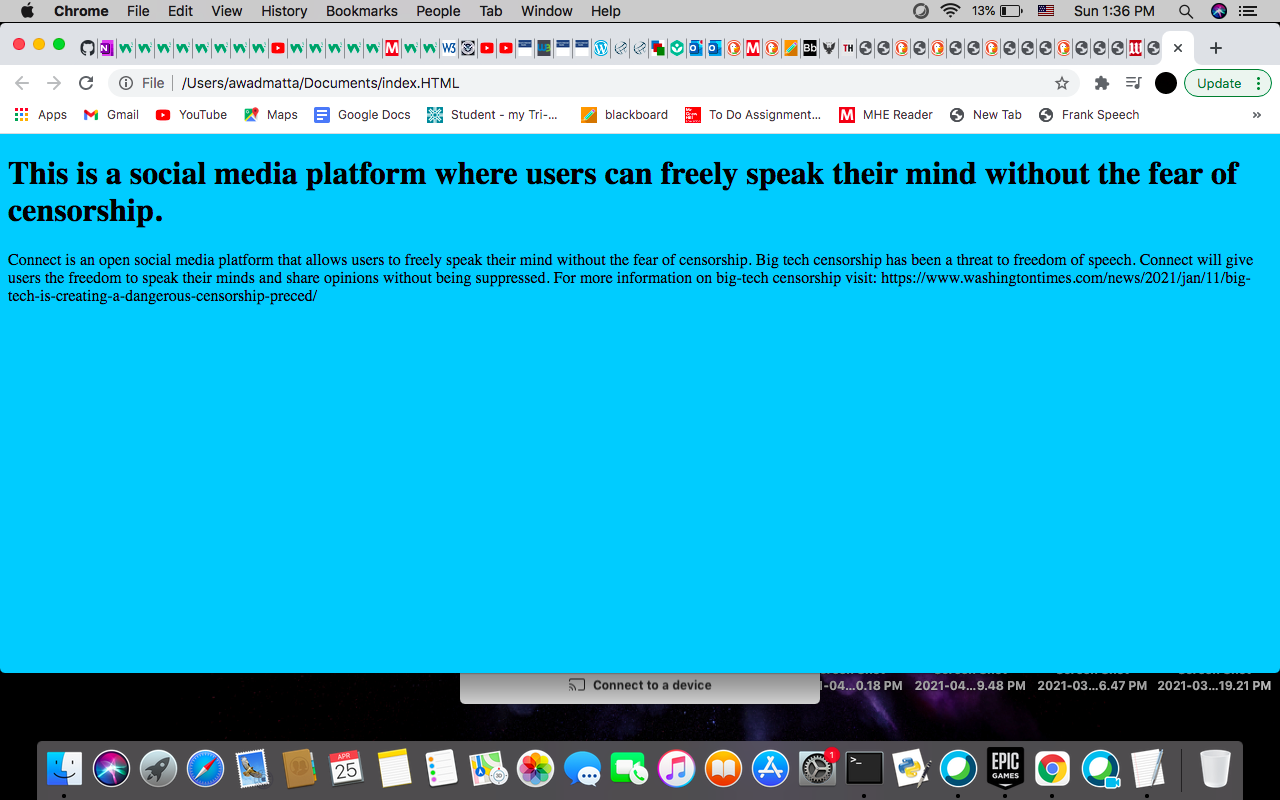 Chrome File Edit View History Bookmarks People Tab Window Help 13% Sun 1:36 PM
W3 Bb TH
File /Users/awadmatta/Documents/index.HTML Update
Apps Gmail YouTube Maps Google Docs Student - my Tri-... blackboard To Do Assignment... MHE Reader New Tab Frank Speech »
This is a social media platform where users can freely speak their mind without the fear of
censorship.
Connect is an open social media platform that allows users to freely speak their mind without the fear of censorship. Big tech censorship has been a threat to freedom of speech. Connect will give
users the freedom to speak their minds and share opinions without being suppressed. For more information on big-tech censorship visit: https://www.washingtontimes.com/news/2021/jan/11/big-
tech-is-creating-a-dangerous-censorship-preced/
Connect to a device
1-04...0.18 PM 2021-04...9.48 PM 2021-03...6.47 PM 2021-03...19.21 PM
APR
25
3D
1
>_
EPIC
GAMES